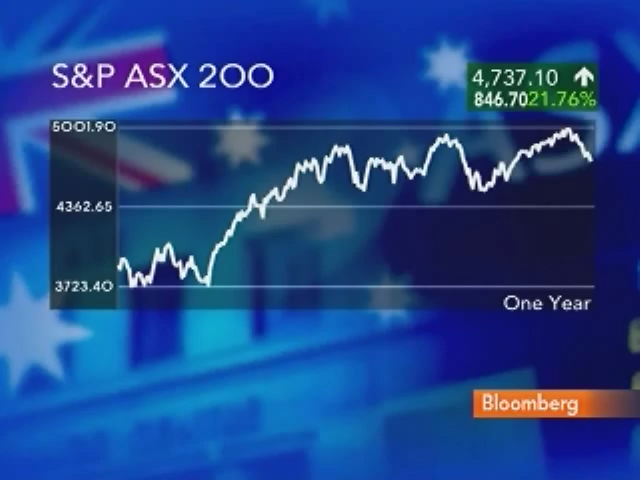 S&P ASX 200
4,737.10
846.70 21.76%
5001.90
4362.65
3723.40
One Year
Bloomberg